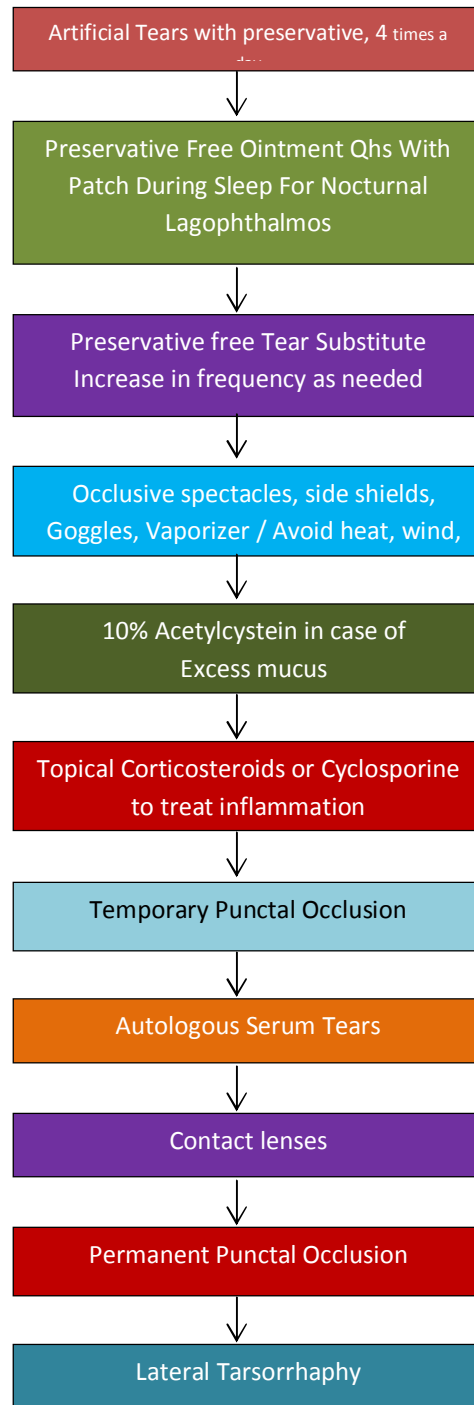 Artificial Tears with preservative, 4 times a
Preservative Free Ointment Qhs With
Patch During Sleep For Nocturnal
Lagophthalmos
Preservative free Tear Substitute
Increase in frequency as needed
Occlusive spectacles, side shields,
Goggles, Vaporizer / Avoid heat, wind,
10% Acetylcystein in case of
Excess mucus
Topical Corticosteroids or Cyclosporine
to treat inflammation
Temporary Punctal Occlusion
Autologous Serum Tears
Contact lenses
Permanent Punctal Occlusion
Lateral Tarsorrhaphy